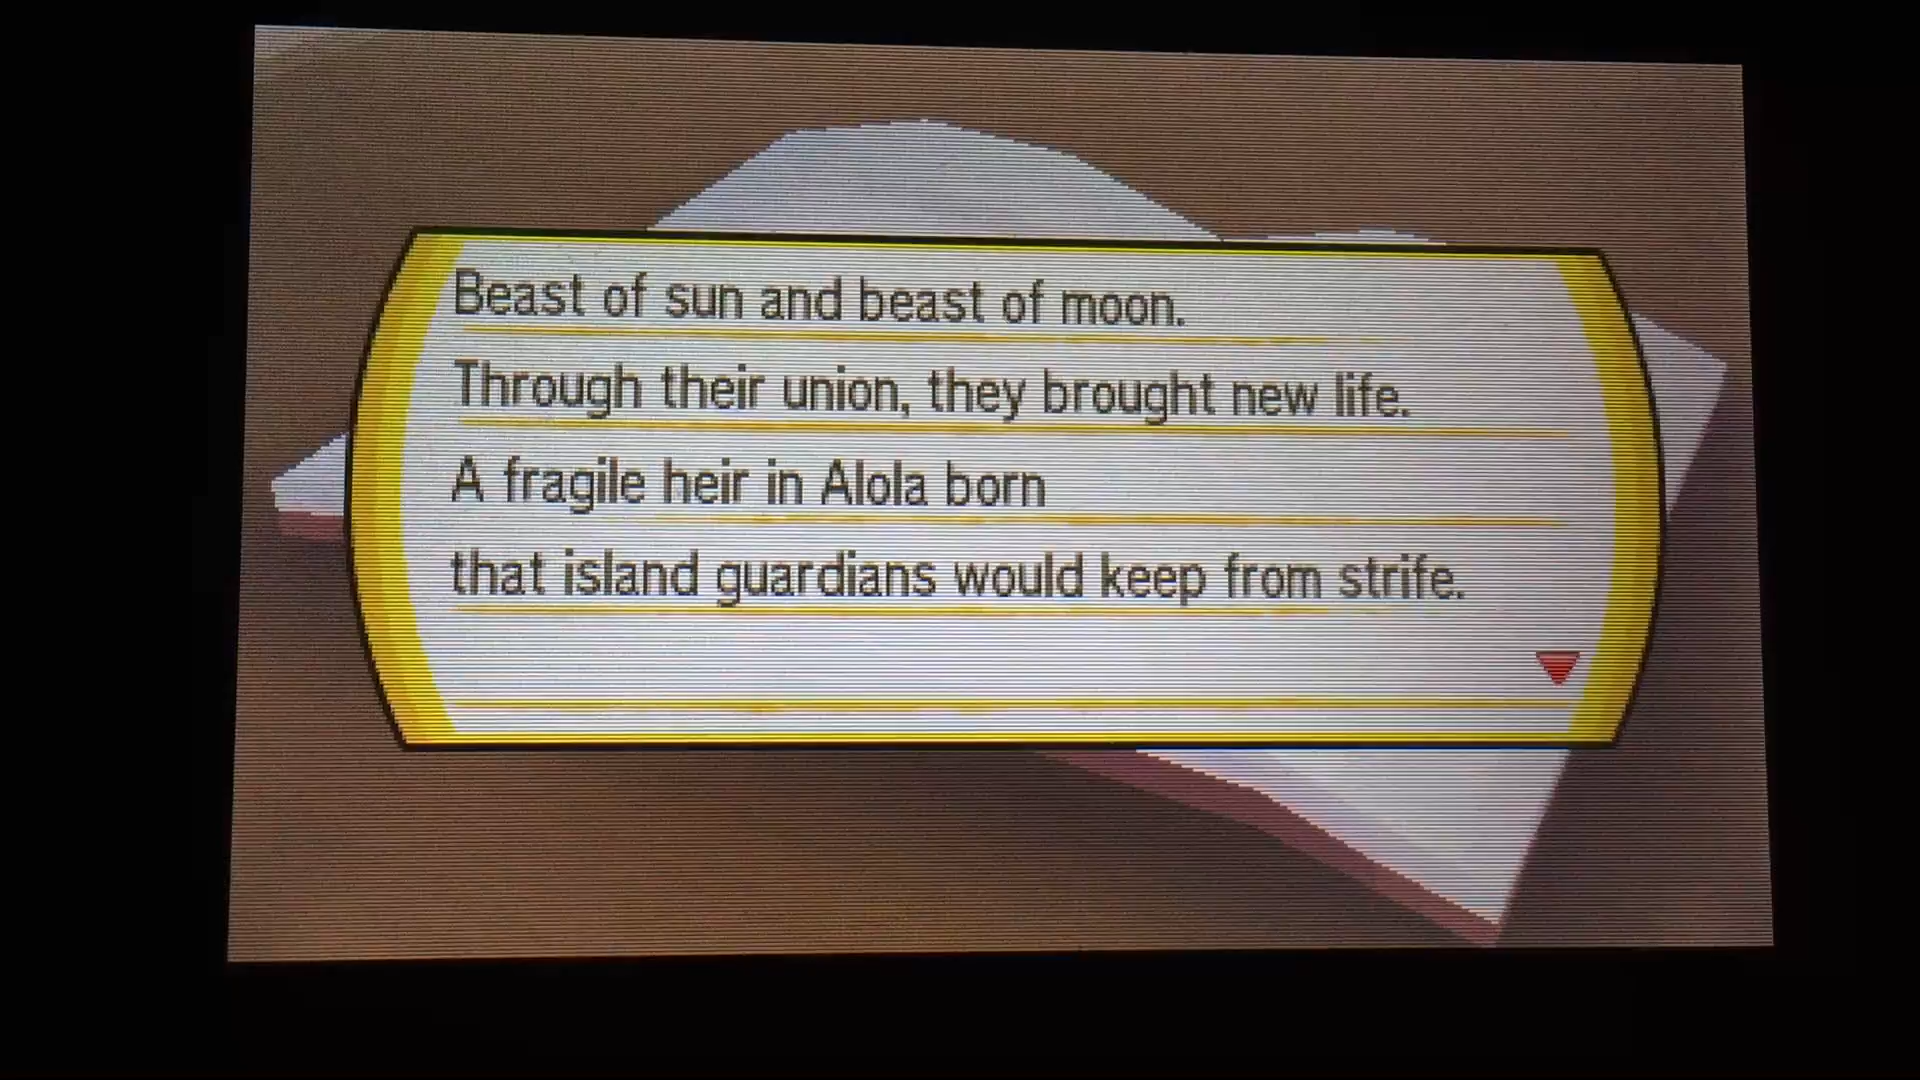 Beast of sun and beast of moon.
Through their union, they brought new life.
A fragile heir in Alola born
that island guardians would keep from strife.